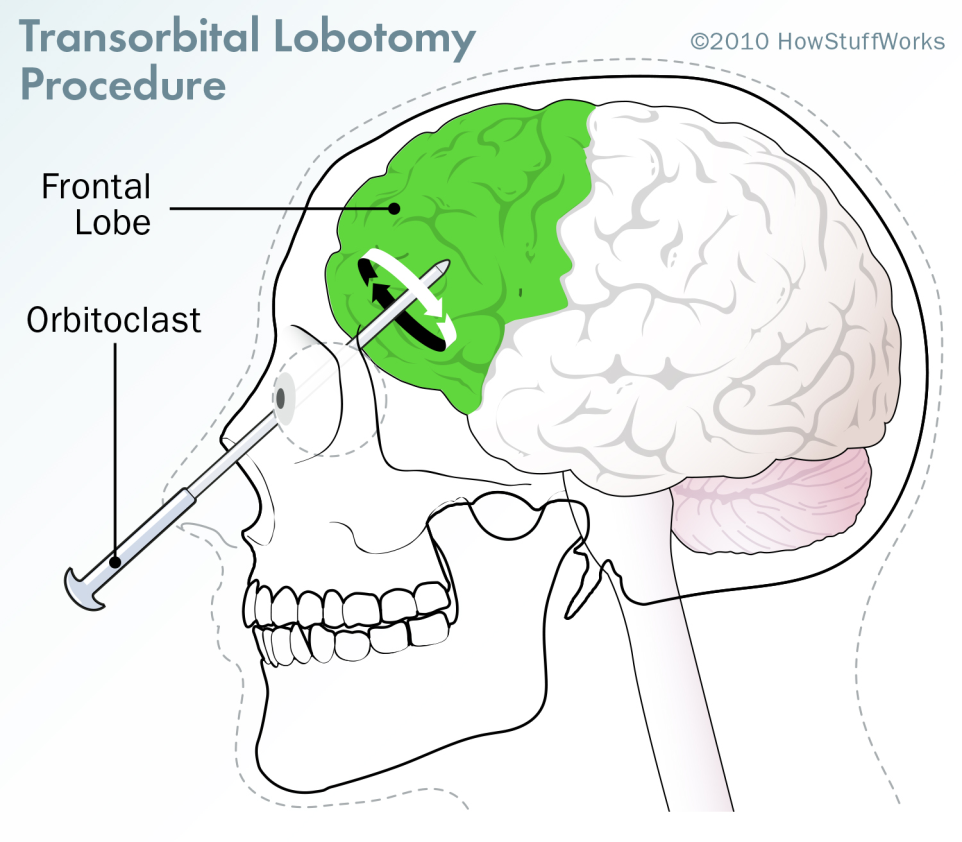 Transorbital Lobotomy
Procedure
©2010 HowStuffWorks
Frontal
Lobe
Orbitoclast